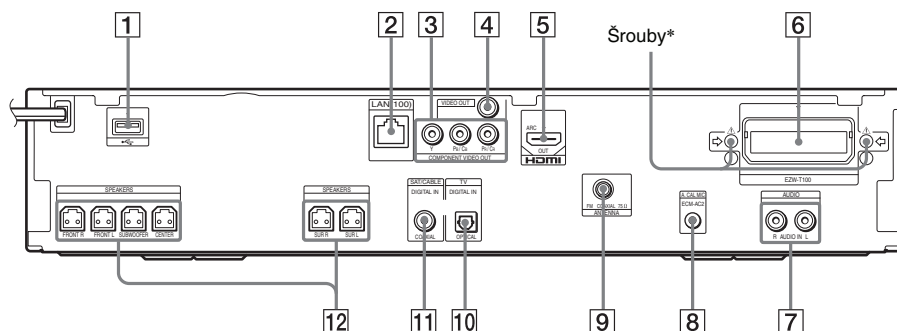 1
2
3
4
5
Šrouby*
6
LAN(100)
VIDEO OUT
Y
PB/CB
PR/CR
COMPONENT VIDEO OUT
ARC
OUT
HDMI
EZW-T100
SPEAKERS
FRONT R
FRONT L
SUBWOOFER
CENTER
SPEAKERS
SUR R
SUR L
SAT/CABLE
DIGITAL IN
COAXIAL
TV
DIGITAL IN
OPTICAL
FM COAXIAL 75Ω
ANTENNA
A. CAL MIC
ECM-AC2
AUDIO
R AUDIO IN L
12
11
10
9
8
7